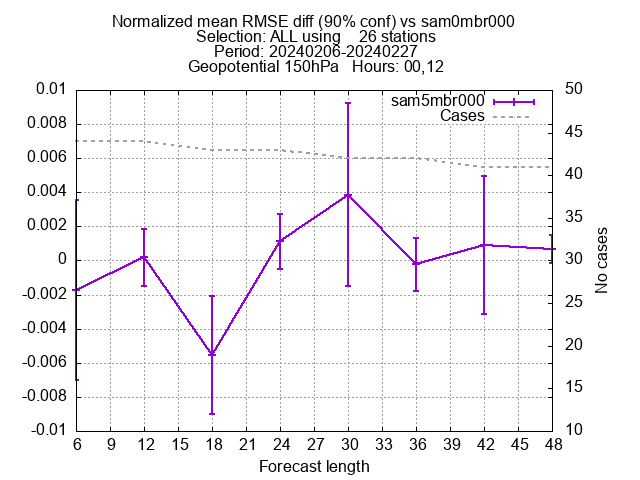 Normalized mean RMSE diff (90% conf) vs sam0mbr000
Selection: ALL using    26 stations
Period: 20240206-20240227
Geopotential 150hPa   Hours: 00,12
sam5mbr000
Cases
0.01
0.008
0.006
0.004
0.002
0
-0.002
-0.004
-0.006
-0.008
-0.01
50
45
40
35
30
25
20
15
10
No cases
6 9 12 15 18 21 24 27 30 33 36 39 42 45 48
Forecast length